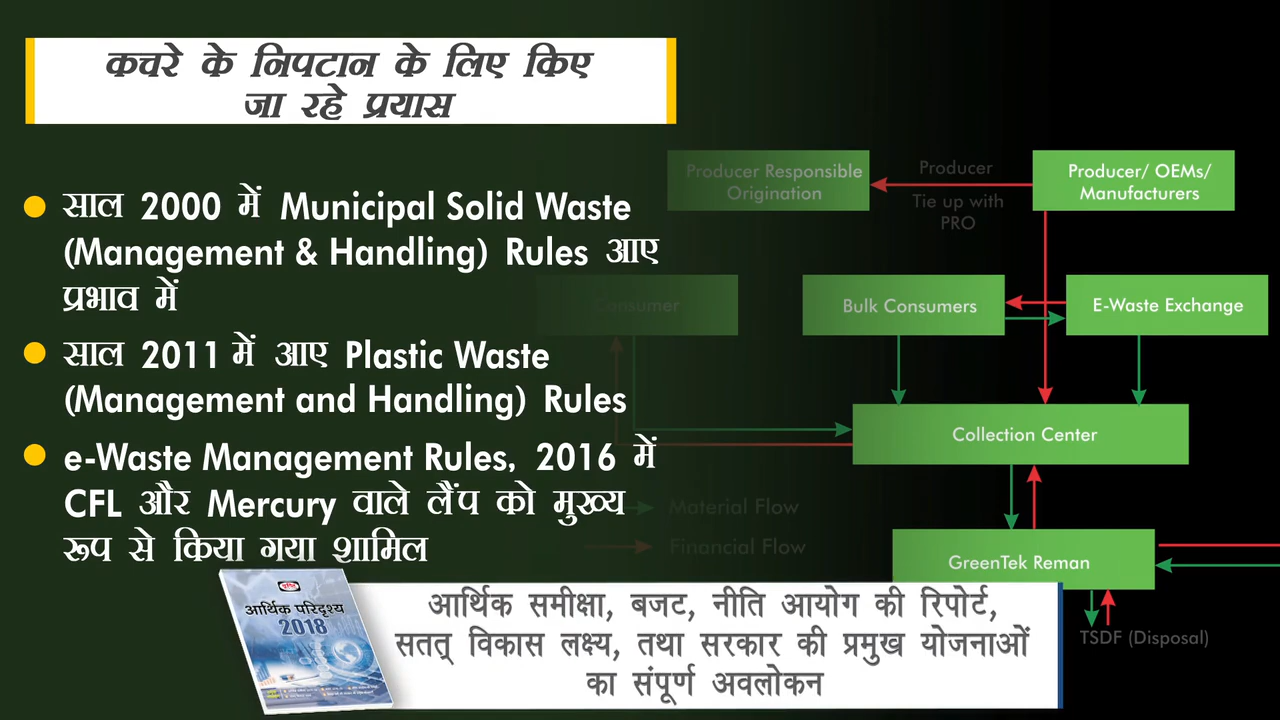 कचरे के निपटान के लिए किए
जा रहे प्रयास
साल 2000 में Municipal Solid Waste
(Management & Handling) Rules आए
प्रभाव में
साल 2011 में आए Plastic Waste
(Management and Handling) Rules
e-Waste Management Rules, 2016 में
CFL और Mercury वाले लैंप को मुख्य
रूप से किया गया शामिल
Producer Responsible
Origination
Producer
Tie up with
PRO
Producer/ OEMs/
Manufacturers
Consumer
Bulk Consumers
E-Waste Exchange
Collection Center
Material Flow
Financial Flow
GreenTek Reman
TSDF (Disposal)
दृष्टि
आर्थिक परिदृश्य
2018
आर्थिक समीक्षा, बजट, नीति आयोग की रिपोर्ट,
सतत् विकास लक्ष्य, तथा सरकार की प्रमुख योजनाओं
का संपूर्ण अवलोकन